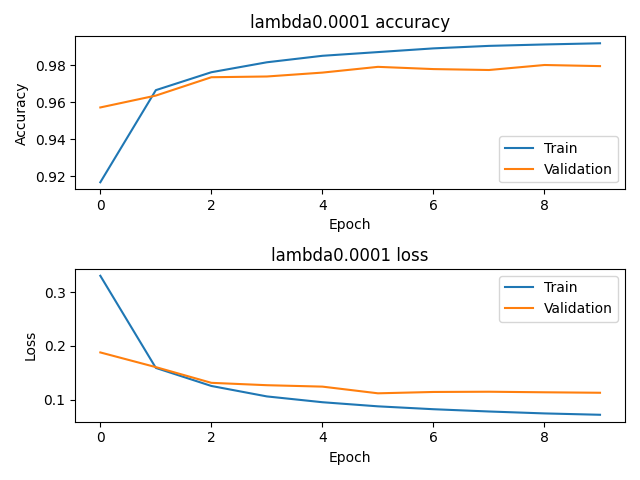 lambda0.0001 accuracy
0.98
0.96
0.94
0.92
Accuracy
Train
Validation
0 2 4 6 8
Epoch
lambda0.0001 loss
0.3
0.2
0.1
Loss
Train
Validation
0 2 4 6 8
Epoch